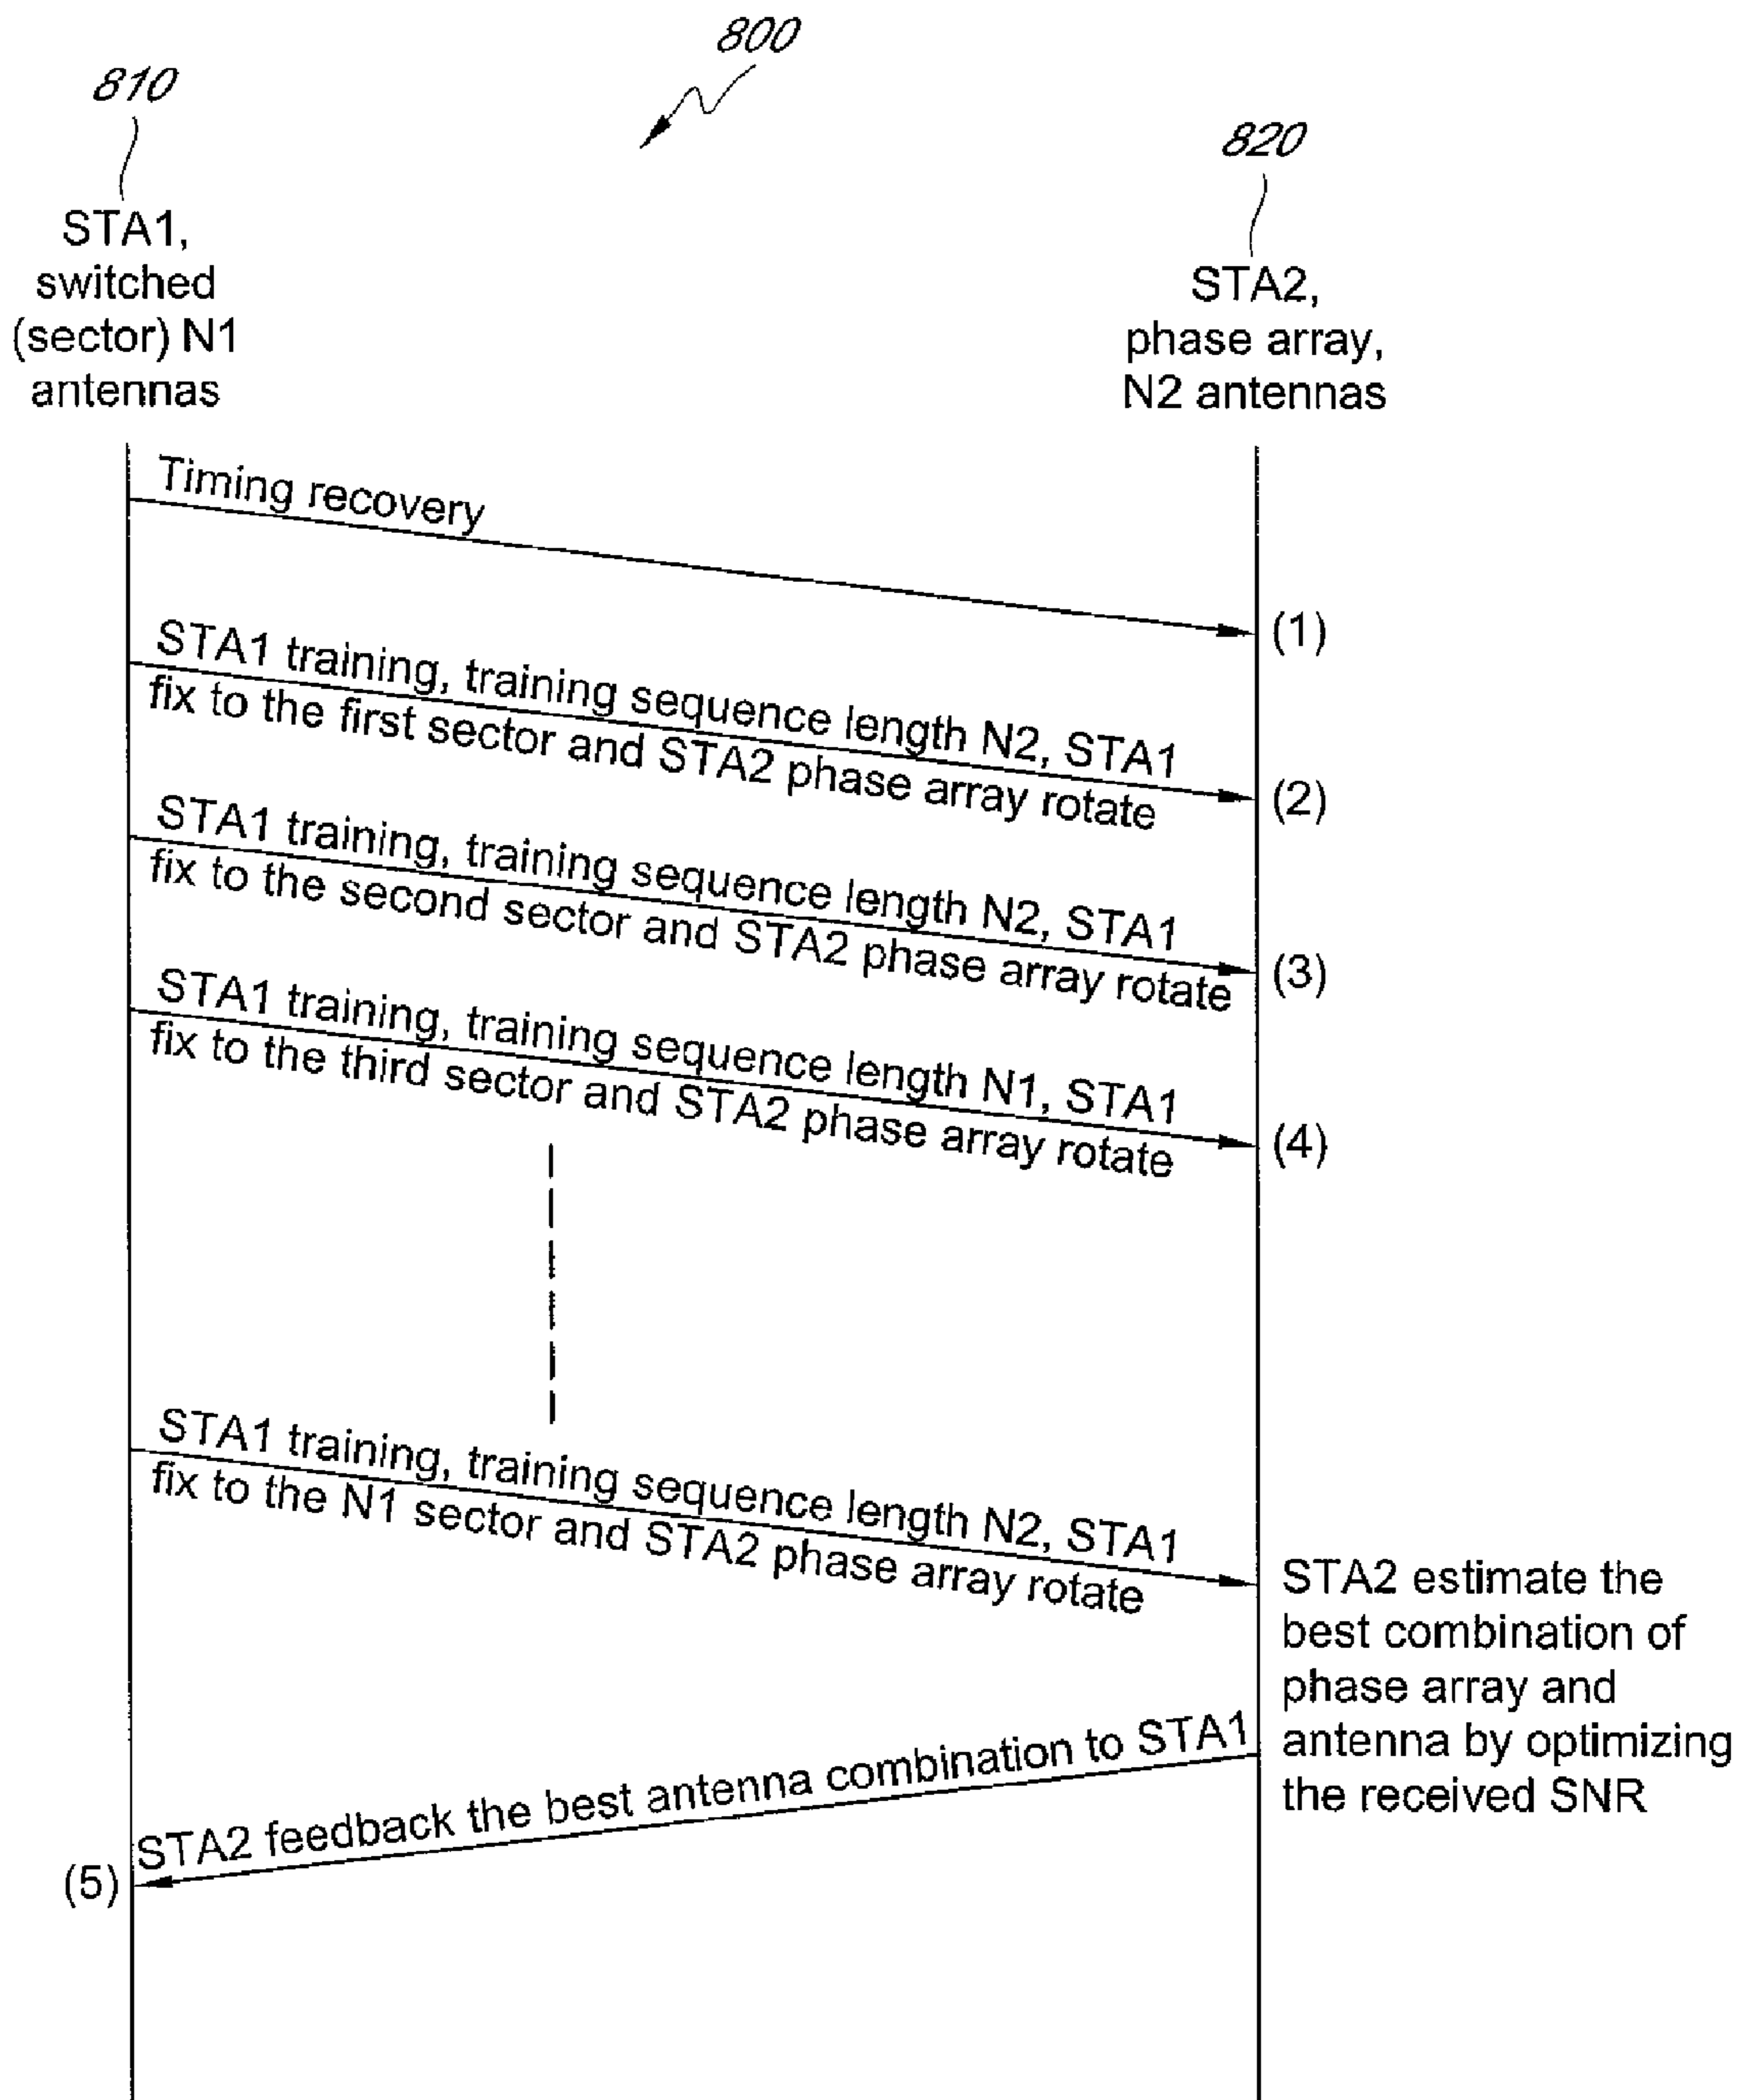 800
810
820
STA1,
switched
(sector) N1
antennas
STA2,
phase array,
N2 antennas
Timing recovery
(1)
STA1 training, training sequence length N2, STA1
fix to the first sector and STA2 phase array rotate
(2)
STA1 training, training sequence length N2, STA1
fix to the second sector and STA2 phase array rotate
(3)
STA1 training, training sequence length N1, STA1
fix to the third sector and STA2 phase array rotate
(4)
STA1 training, training sequence length N2, STA1
fix to the N1 sector and STA2 phase array rotate
STA2 estimate the
best combination of
phase array and
antenna by optimizing
the received SNR
STA2 feedback the best antenna combination to STA1
(5)